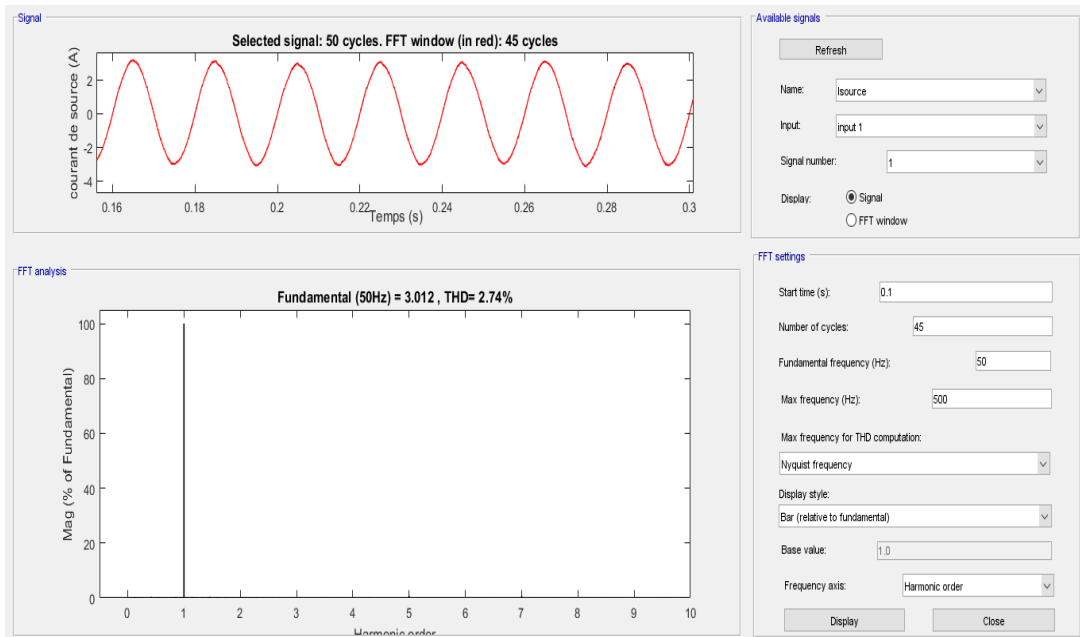 Signal
Selected signal: 50 cycles. FFT window (in red): 45 cycles
courant de source (A)
2
0
-2
-4
0.16
0.18
0.2
0.22
0.24
0.26
0.28
0.3
Temps (s)
FFT analysis
Fundamental (50Hz) = 3.012 , THD= 2.74%
Mag (% of Fundamental)
100
80
60
40
20
0
0
1
2
3
4
5
6
7
8
9
10
Harmonic order
Available signals
Refresh
Name:
Isource
Input:
input 1
Signal number:
1
Display:
Signal
FFT window
FFT settings
Start time (s):
0.1
Number of cycles:
45
Fundamental frequency (Hz):
50
Max frequency (Hz):
500
Max frequency for THD computation:
Nyquist frequency
Display style:
Bar (relative to fundamental)
Base value:
1.0
Frequency axis:
Harmonic order
Display
Close